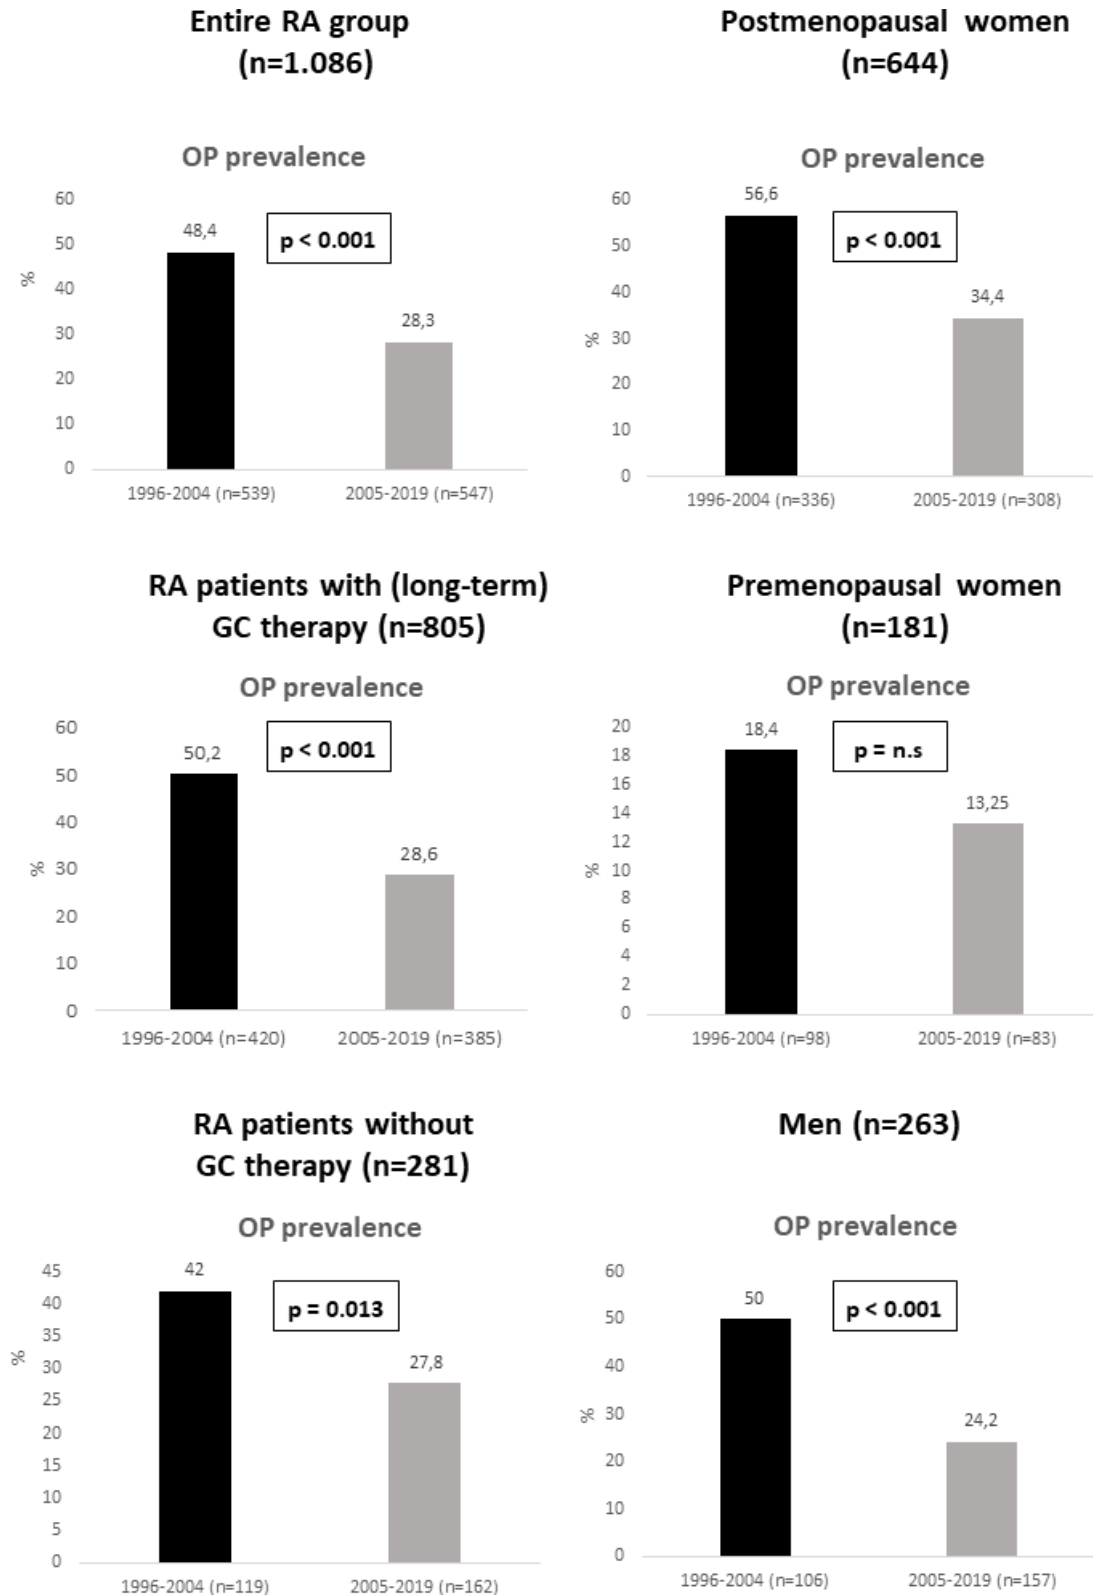 Entire RA group
(n=1.086)
OP prevalence
60
50
40
30
20
10
0
%
48,4
p < 0.001
28,3
1996-2004 (n=539)
2005-2019 (n=547)
Postmenopausal women
(n=644)
OP prevalence
60
50
40
30
20
10
0
%
56,6
p < 0.001
34,4
1996-2004 (n=336)
2005-2019 (n=308)
RA patients with (long-term)
GC therapy (n=805)
OP prevalence
60
50
40
30
20
10
0
%
50,2
p < 0.001
28,6
1996-2004 (n=420)
2005-2019 (n=385)
Premenopausal women
(n=181)
OP prevalence
20
18
16
14
12
10
8
6
4
2
0
%
18,4
p = n.s
13,25
1996-2004 (n=98)
2005-2019 (n=83)
RA patients without
GC therapy (n=281)
OP prevalence
45
40
35
30
25
20
15
10
5
0
%
42
p = 0.013
27,8
1996-2004 (n=119)
2005-2019 (n=162)
Men (n=263)
OP prevalence
60
50
40
30
20
10
0
%
50
p < 0.001
24,2
1996-2004 (n=106)
2005-2019 (n=157)